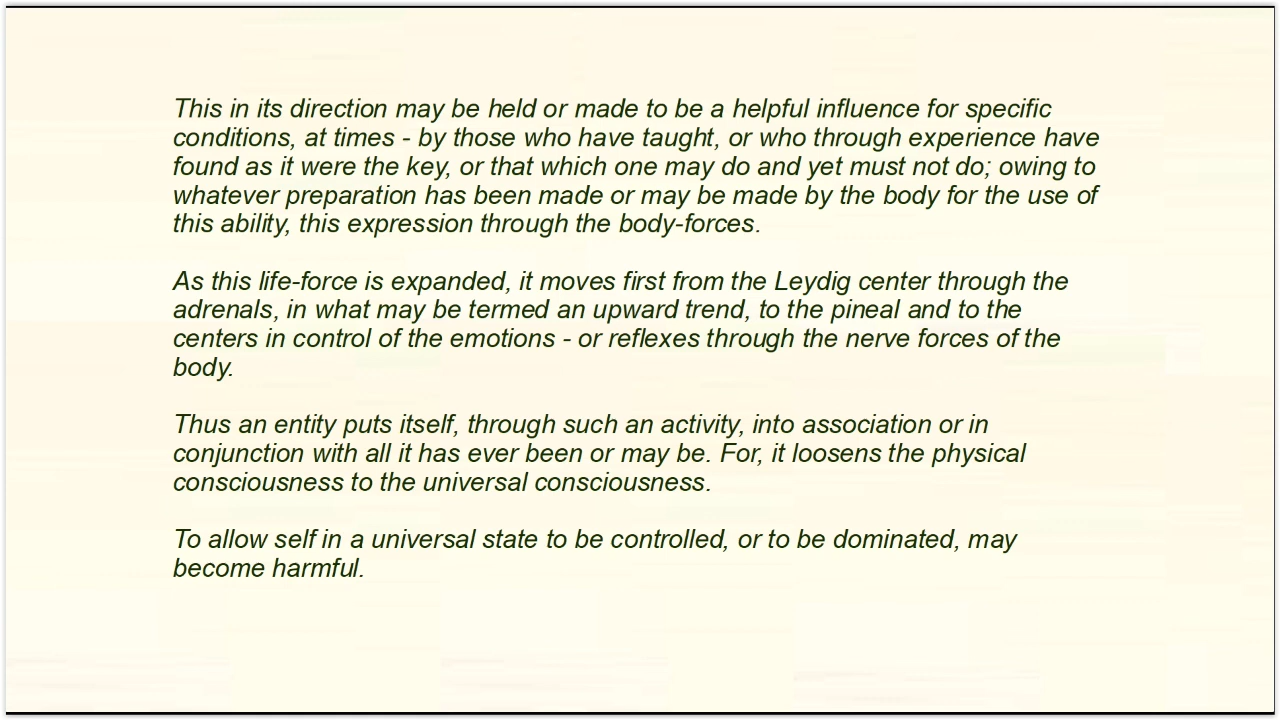 This in its direction may be held or made to be a helpful influence for specific
conditions, at times - by those who have taught, or who through experience have
found as it were the key, or that which one may do and yet must not do; owing to
whatever preparation has been made or may be made by the body for the use of
this ability, this expression through the body-forces.
As this life-force is expanded, it moves first from the Leydig center through the
adrenals, in what may be termed an upward trend, to the pineal and to the
centers in control of the emotions - or reflexes through the nerve forces of the
body.
Thus an entity puts itself, through such an activity, into association or in
conjunction with all it has ever been or may be. For, it loosens the physical
consciousness to the universal consciousness.
To allow self in a universal state to be controlled, or to be dominated, may
become harmful.